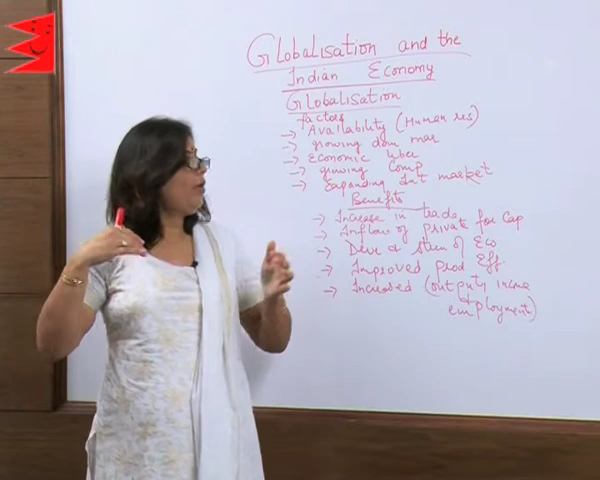 Globalisation and the
Indian Economy
Globalisation
factors
→ Availability (Human res)
→ growing dom mar
→ Economic liber
→ growing Comp
→ Expanding Int market
Benefits
→ Increase in trade
→ Inflow of private for Cap
→ Deve & stren of Eco
→ Improved prod Eff.
→ Increased (output, income
employment)